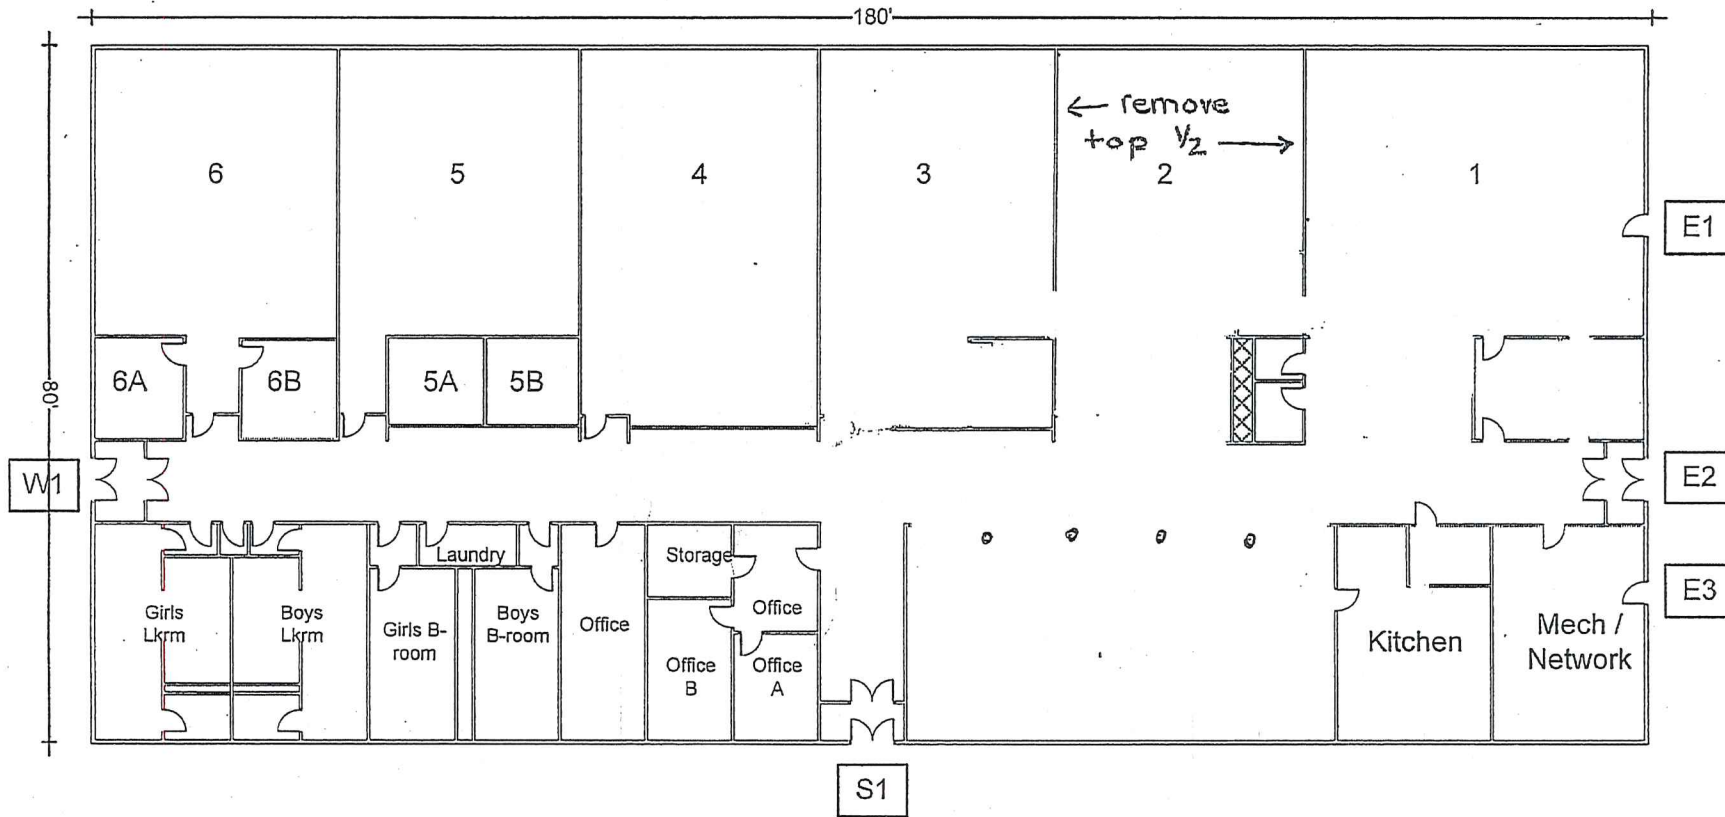 180'
← remove
top 1/2 →
6
5
4
3
2
1
E1
80'
6A
6B
5A
5B
W1
E2
Laundry
Storage
Girls
Lkrm
Boys
Lkrm
Girls B-
room
Boys
B-room
Office
Office
Office
B
Office
A
Kitchen
Mech /
Network
E3
S1